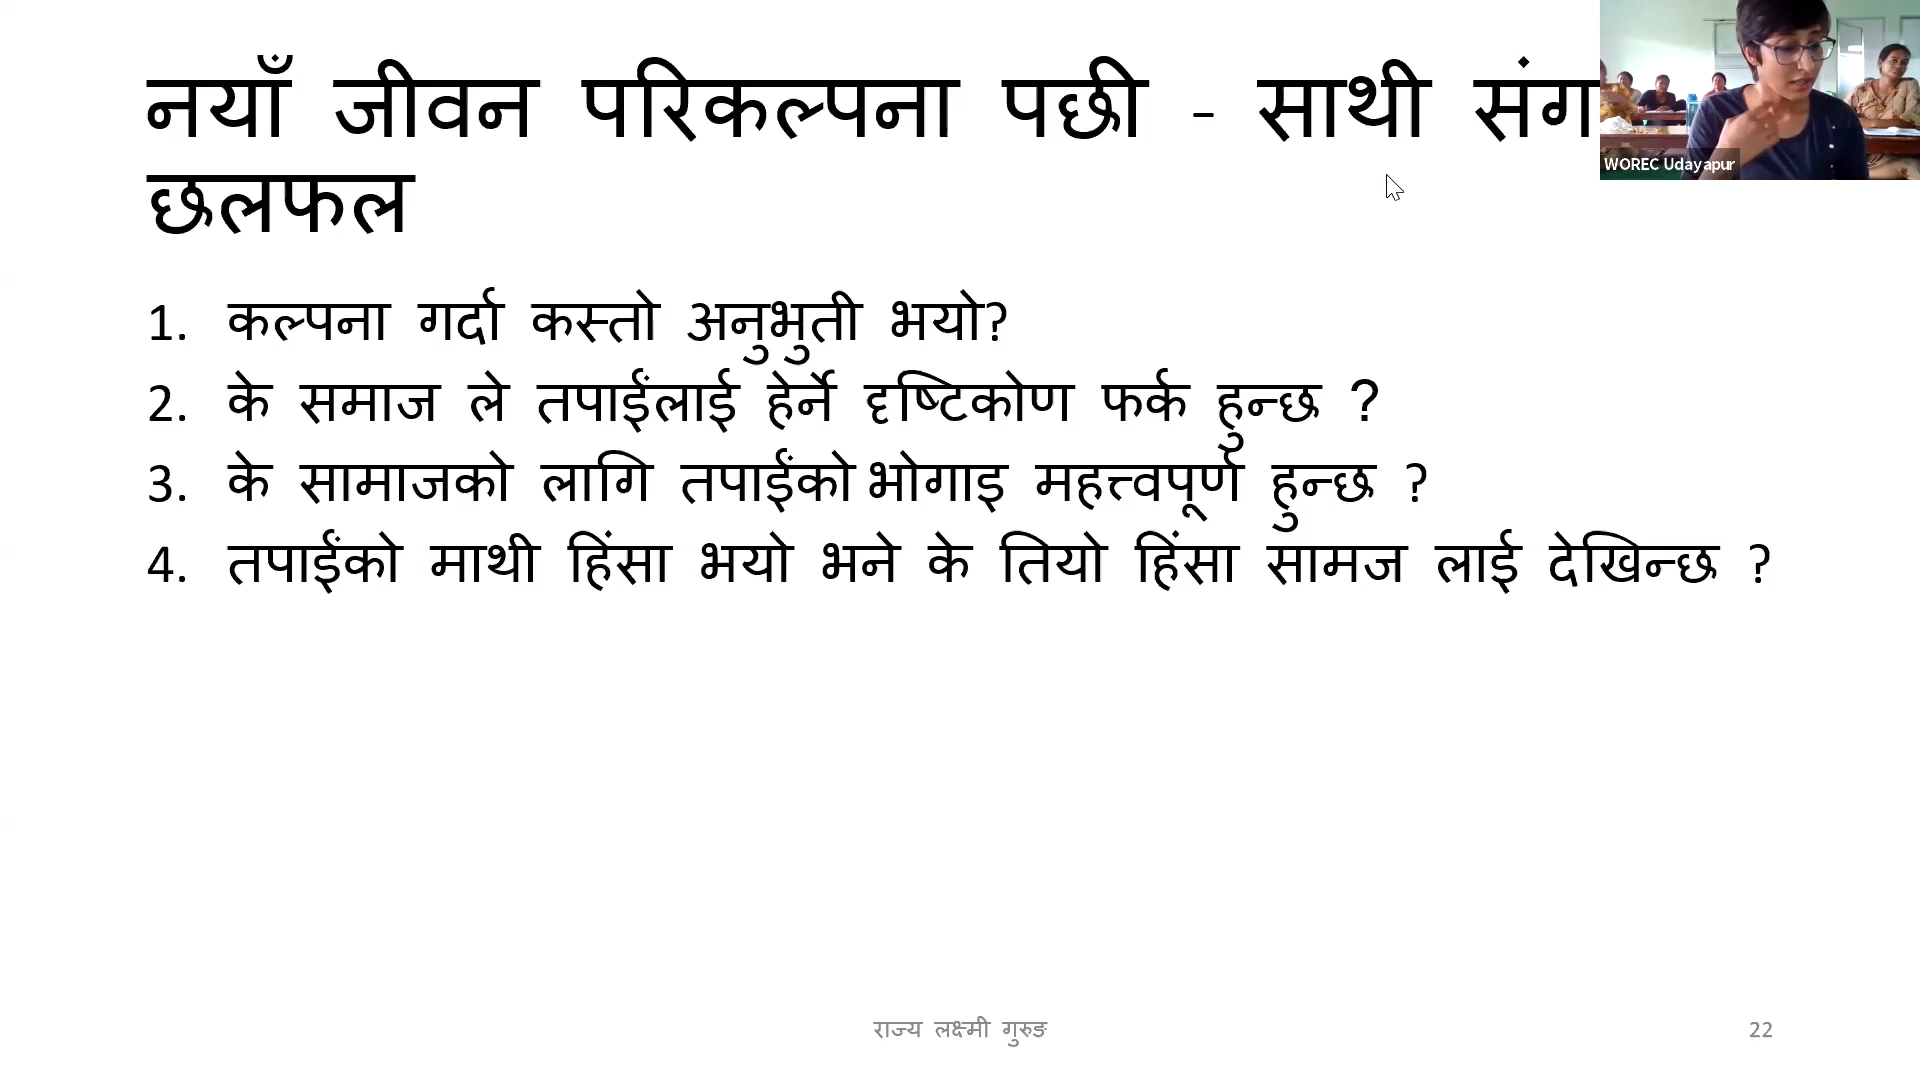 नयाँ जीवन परिकल्पना पछी - साथी संग
छलफल
WOREC Udayapur
1. कल्पना गर्दा कस्तो अनुभुती भयो?
2. के समाज ले तपाईंलाई हेर्ने दृष्टिकोण फर्क हुन्छ ?
3. के सामाजको लागि तपाईंको भोगाइ महत्त्वपूर्ण हुन्छ ?
4. तपाईंको माथी हिंसा भयो भने के तियो हिंसा सामज लाई देखिन्छ ?
राज्य लक्ष्मी गुरुङ
22